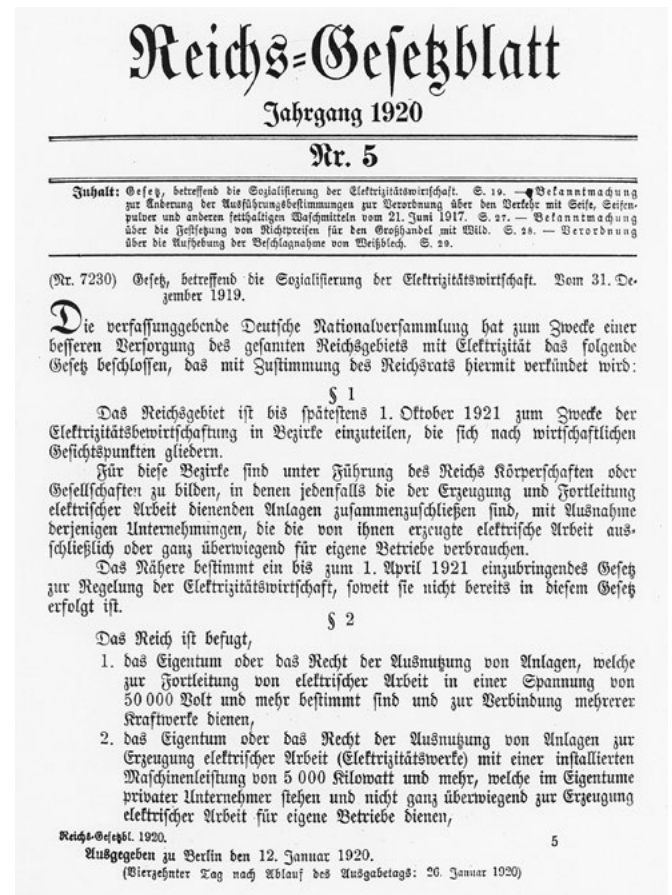 Reichs-Gesetzblatt
Jahrgang 1920
Nr. 5
Inhalt: Gesetz, betreffend die Sozialisierung der Elektrizitätswirtschaft. S. 19. — Bekanntmachung
zur Änderung der Ausführungsbestimmungen zur Verordnung über den Verkehr mit Seife, Seifen-
pulver und anderen fetthaltigen Waschmitteln vom 21. Juni 1917. S. 27. — Bekanntmachung
über die Festsetzung von Richtpreisen für den Großhandel mit Wild. S. 28. — Verordnung
über die Aufhebung der Beschlagnahme von Weißblech. S. 29.
(Nr. 7230) Gesetz, betreffend die Sozialisierung der Elektrizitätswirtschaft. Vom 31. De-
zember 1919.
Die verfassunggebende Deutsche Nationalversammlung hat zum Zwecke einer
besseren Versorgung des gesamten Reichsgebiets mit Elektrizität das folgende
Gesetz beschlossen, das mit Zustimmung des Reichsrats hiermit verkündet wird:
§ 1
Das Reichsgebiet ist bis spätestens 1. Oktober 1921 zum Zwecke der
Elektrizitätsbewirtschaftung in Bezirke einzuteilen, die sich nach wirtschaftlichen
Gesichtspunkten gliedern.
Für diese Bezirke sind unter Führung des Reichs Körperschaften oder
Gesellschaften zu bilden, in denen jedenfalls die der Erzeugung und Fortleitung
elektrischer Arbeit dienenden Anlagen zusammenzuschließen sind, mit Ausnahme
derjenigen Unternehmungen, die die von ihnen erzeugte elektrische Arbeit aus-
schließlich oder ganz überwiegend für eigene Betriebe verbrauchen.
Das Nähere bestimmt ein bis zum 1. April 1921 einzubringendes Gesetz
zur Regelung der Elektrizitätswirtschaft, soweit sie nicht bereits in diesem Gesetz
erfolgt ist.
§ 2
Das Reich ist befugt,
1. das Eigentum oder das Recht der Ausnutzung von Anlagen, welche
zur Fortleitung von elektrischer Arbeit in einer Spannung von
50 000 Volt und mehr bestimmt sind und zur Verbindung mehrerer
Kraftwerke dienen,
2. das Eigentum oder das Recht der Ausnutzung von Anlagen zur
Erzeugung elektrischer Arbeit (Elektrizitätswerke) mit einer installierten
Maschinenleistung von 5 000 Kilowatt und mehr, welche im Eigentume
privater Unternehmer stehen und nicht ganz überwiegend zur Erzeugung
elektrischer Arbeit für eigene Betriebe dienen,
Reichs-Gesetzbl. 1920. 5
Ausgegeben zu Berlin den 12. Januar 1920.
(Vierzehnter Tag nach Ablauf des Ausgabetags: 26. Januar 1920)